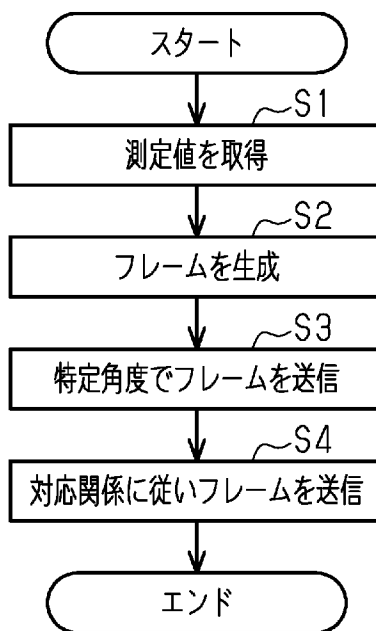 スタート
S1
測定値を取得
S2
フレームを生成
S3
特定角度でフレームを送信
S4
対応関係に従いフレームを送信
エンド